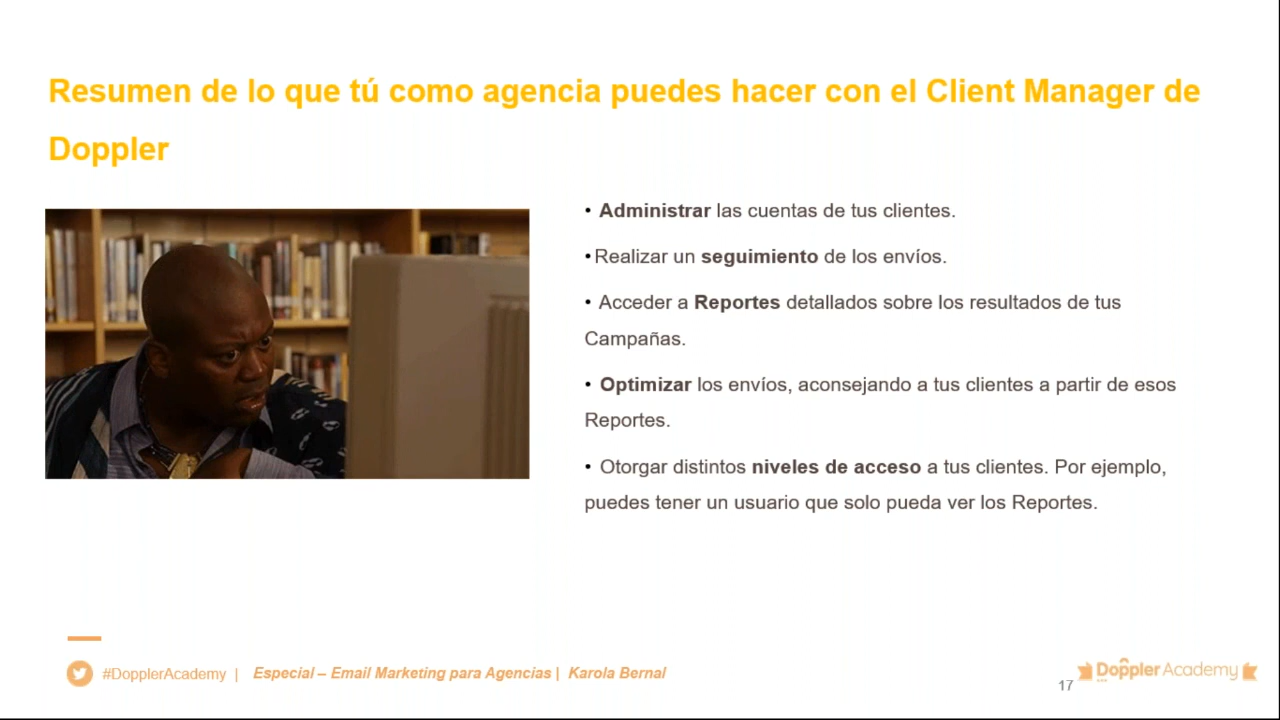 Resumen de lo que tú como agencia puedes hacer con el Client Manager de
Doppler
• Administrar las cuentas de tus clientes.
• Realizar un seguimiento de los envíos.
• Acceder a Reportes detallados sobre los resultados de tus
Campañas.
• Optimizar los envíos, aconsejando a tus clientes a partir de esos
Reportes.
• Otorgar distintos niveles de acceso a tus clientes. Por ejemplo,
puedes tener un usuario que solo pueda ver los Reportes.
#DopplerAcademy | Especial – Email Marketing para Agencias | Karola Bernal
17
Doppler Academy